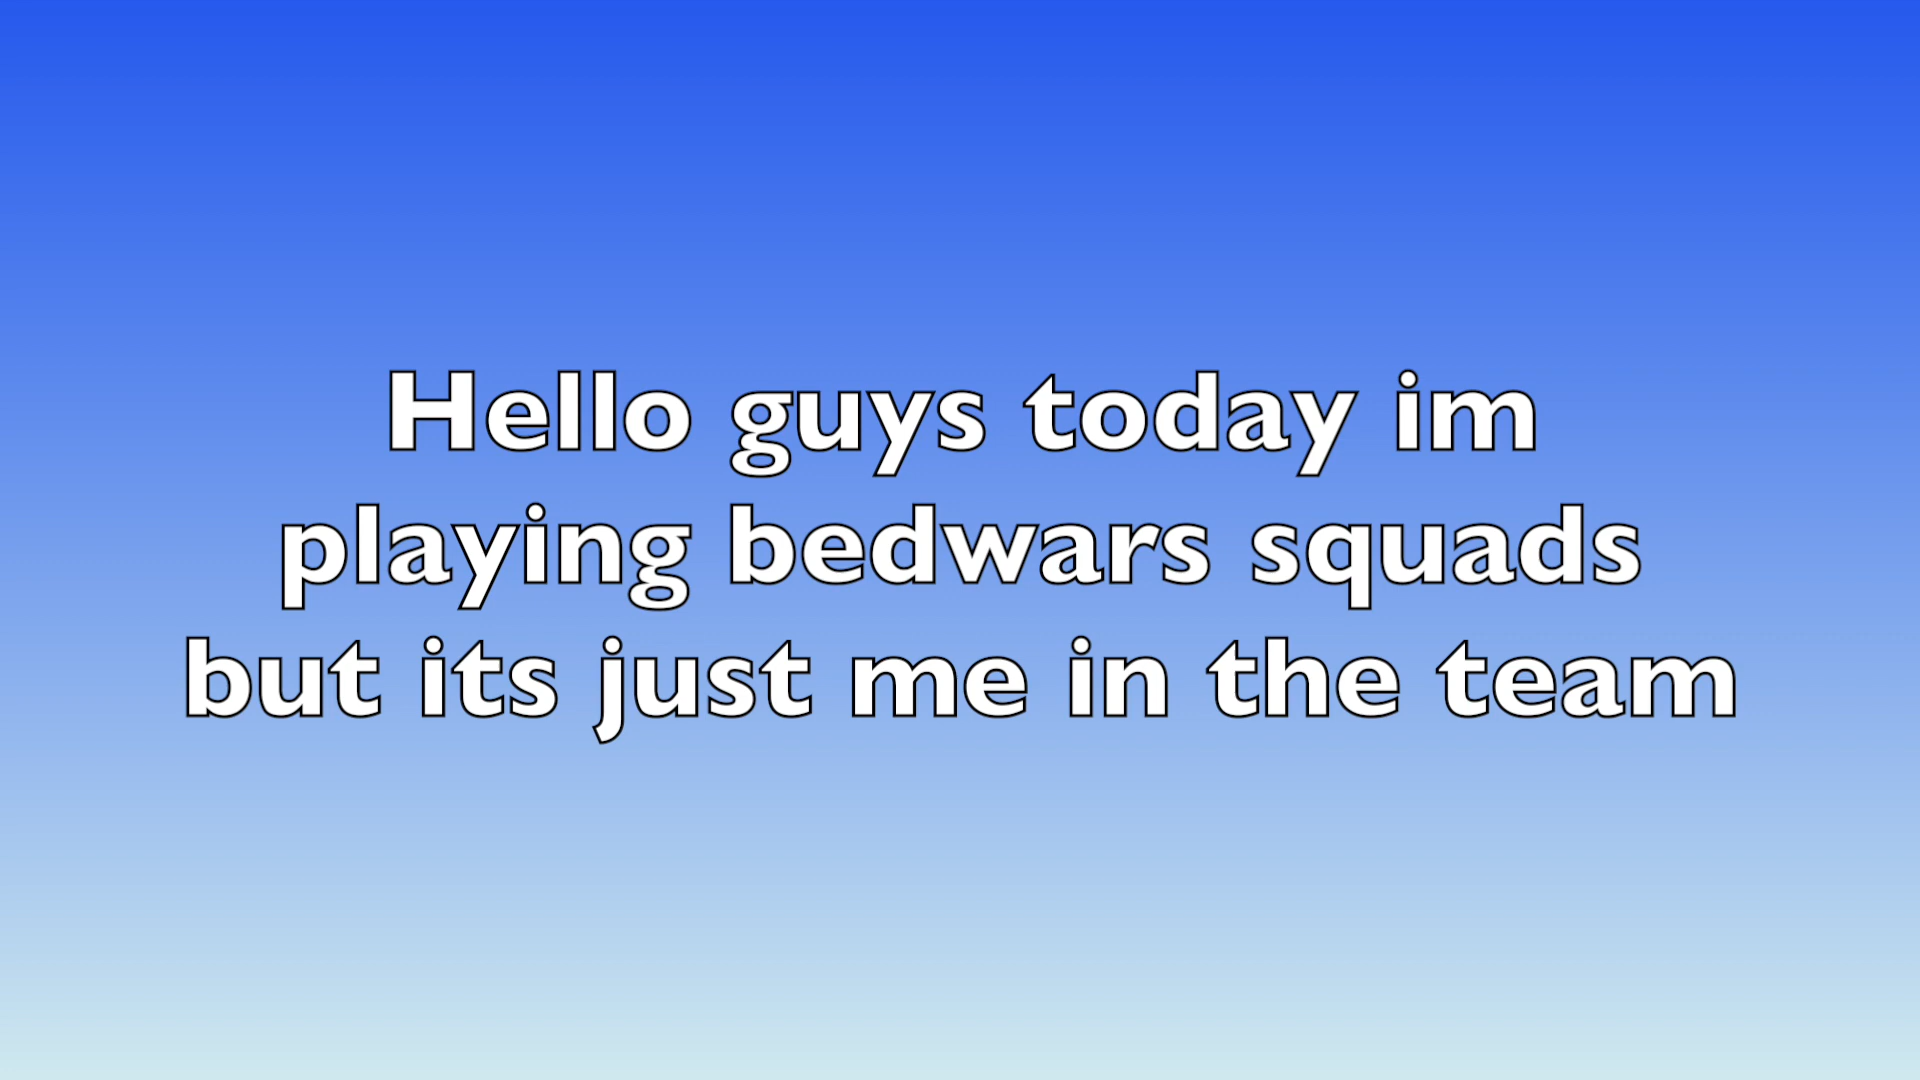 Hello guys today im
playing bedwars squads
but its just me in the team